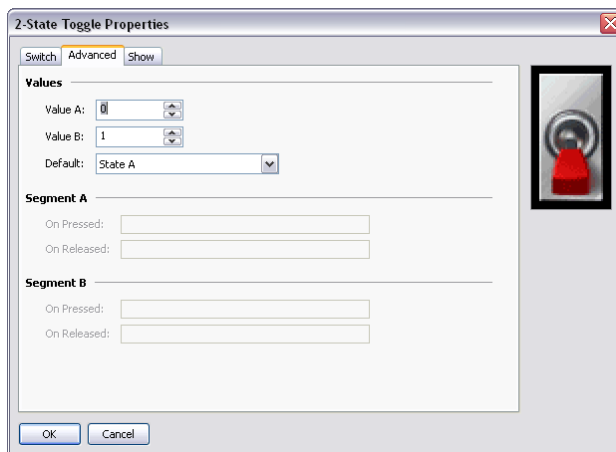 2-State Toggle Properties
Switch Advanced Show
Values
Value A: 0
Value B: 1
Default: State A
Segment A
On Pressed:
On Released:
Segment B
On Pressed:
On Released:
OK Cancel